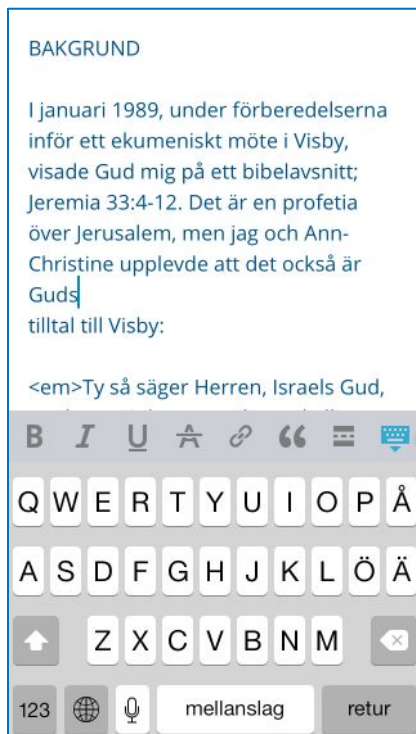 BAKGRUND
I januari 1989, under förberedelserna
inför ett ekumeniskt möte i Visby,
visade Gud mig på ett bibelavsnitt;
Jeremia 33:4-12. Det är en profetia
över Jerusalem, men jag och Ann-
Christine upplevde att det också är
Guds
tilltal till Visby:
<em>Ty så säger Herren, Israels Gud,
B I U A 66
Q W E R T Y U I O P Å
A S D F G H J K L Ö Ä
Z X C V B N M
123 mellanslag retur